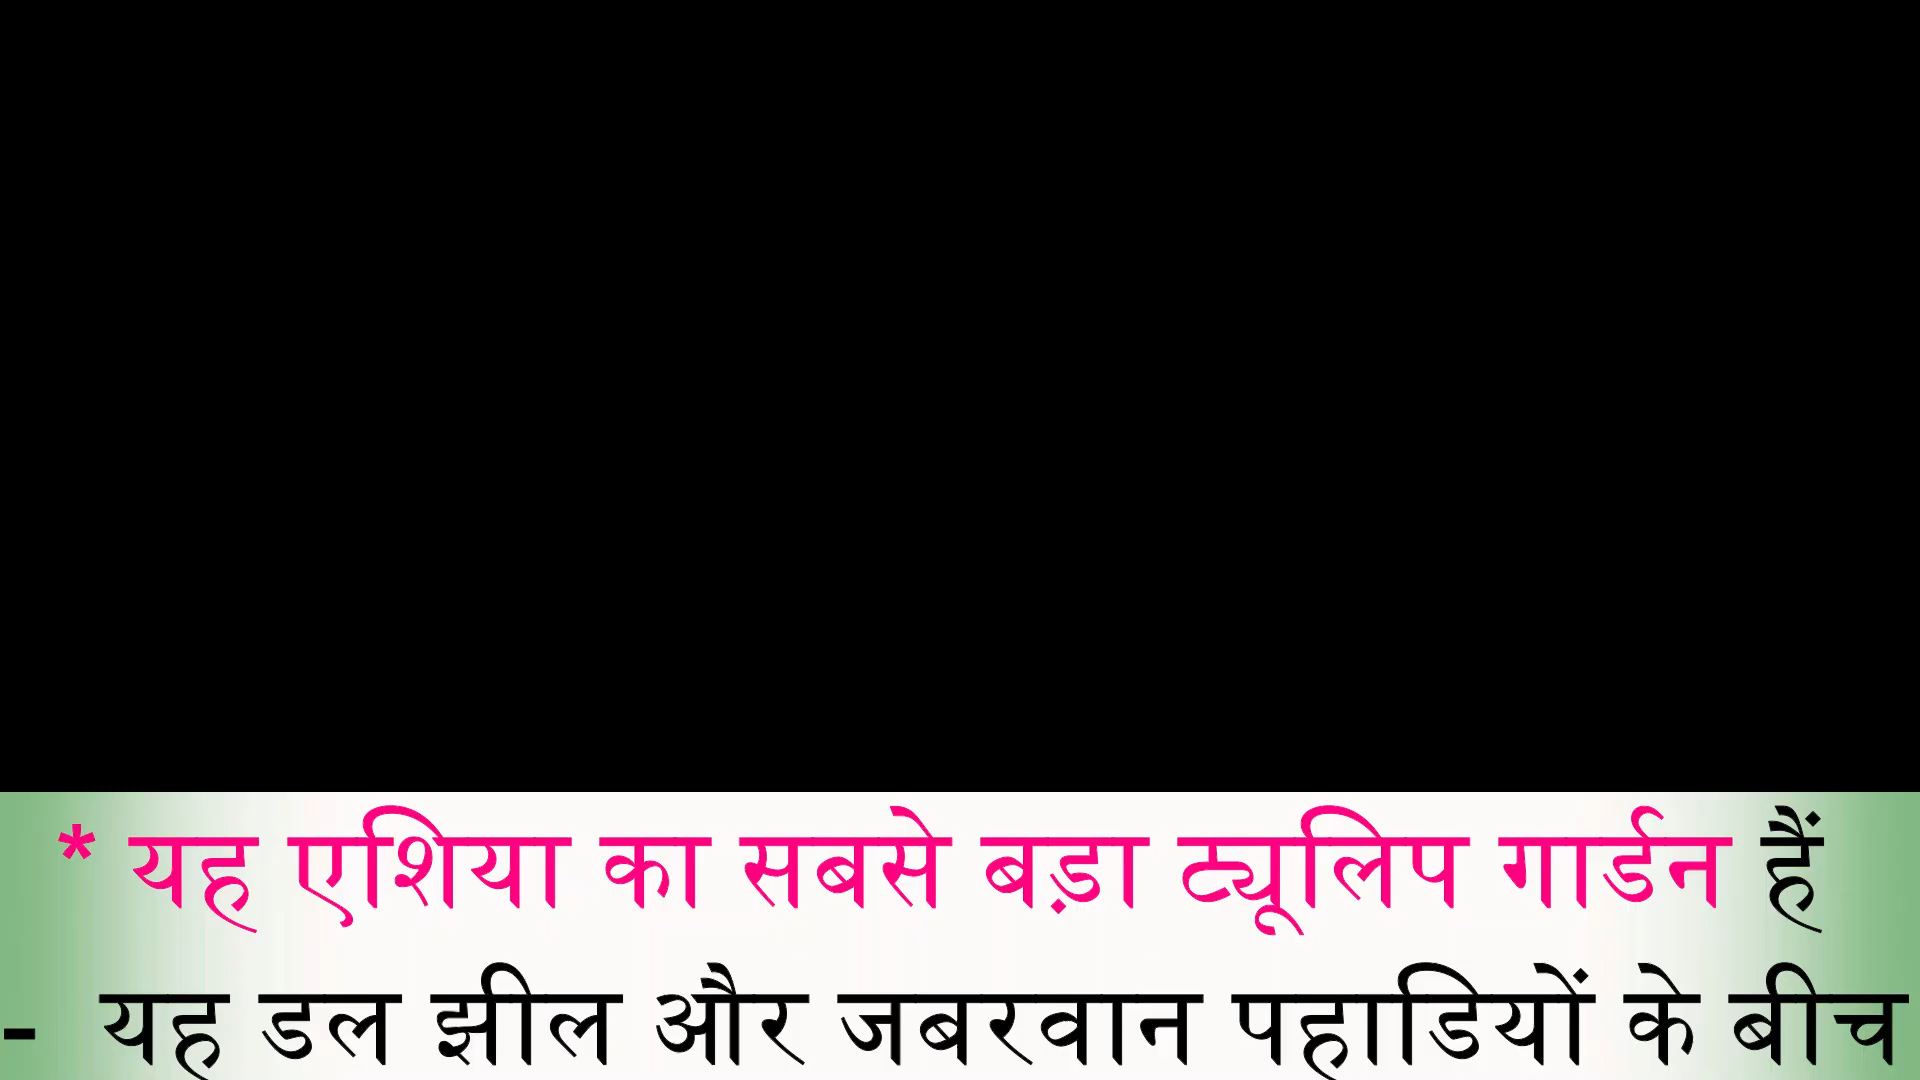 * यह एशिया का सबसे बड़ा ट्यूलिप गार्डन हैं
- यह डल झील और जबरवान पहाडियों के बीच